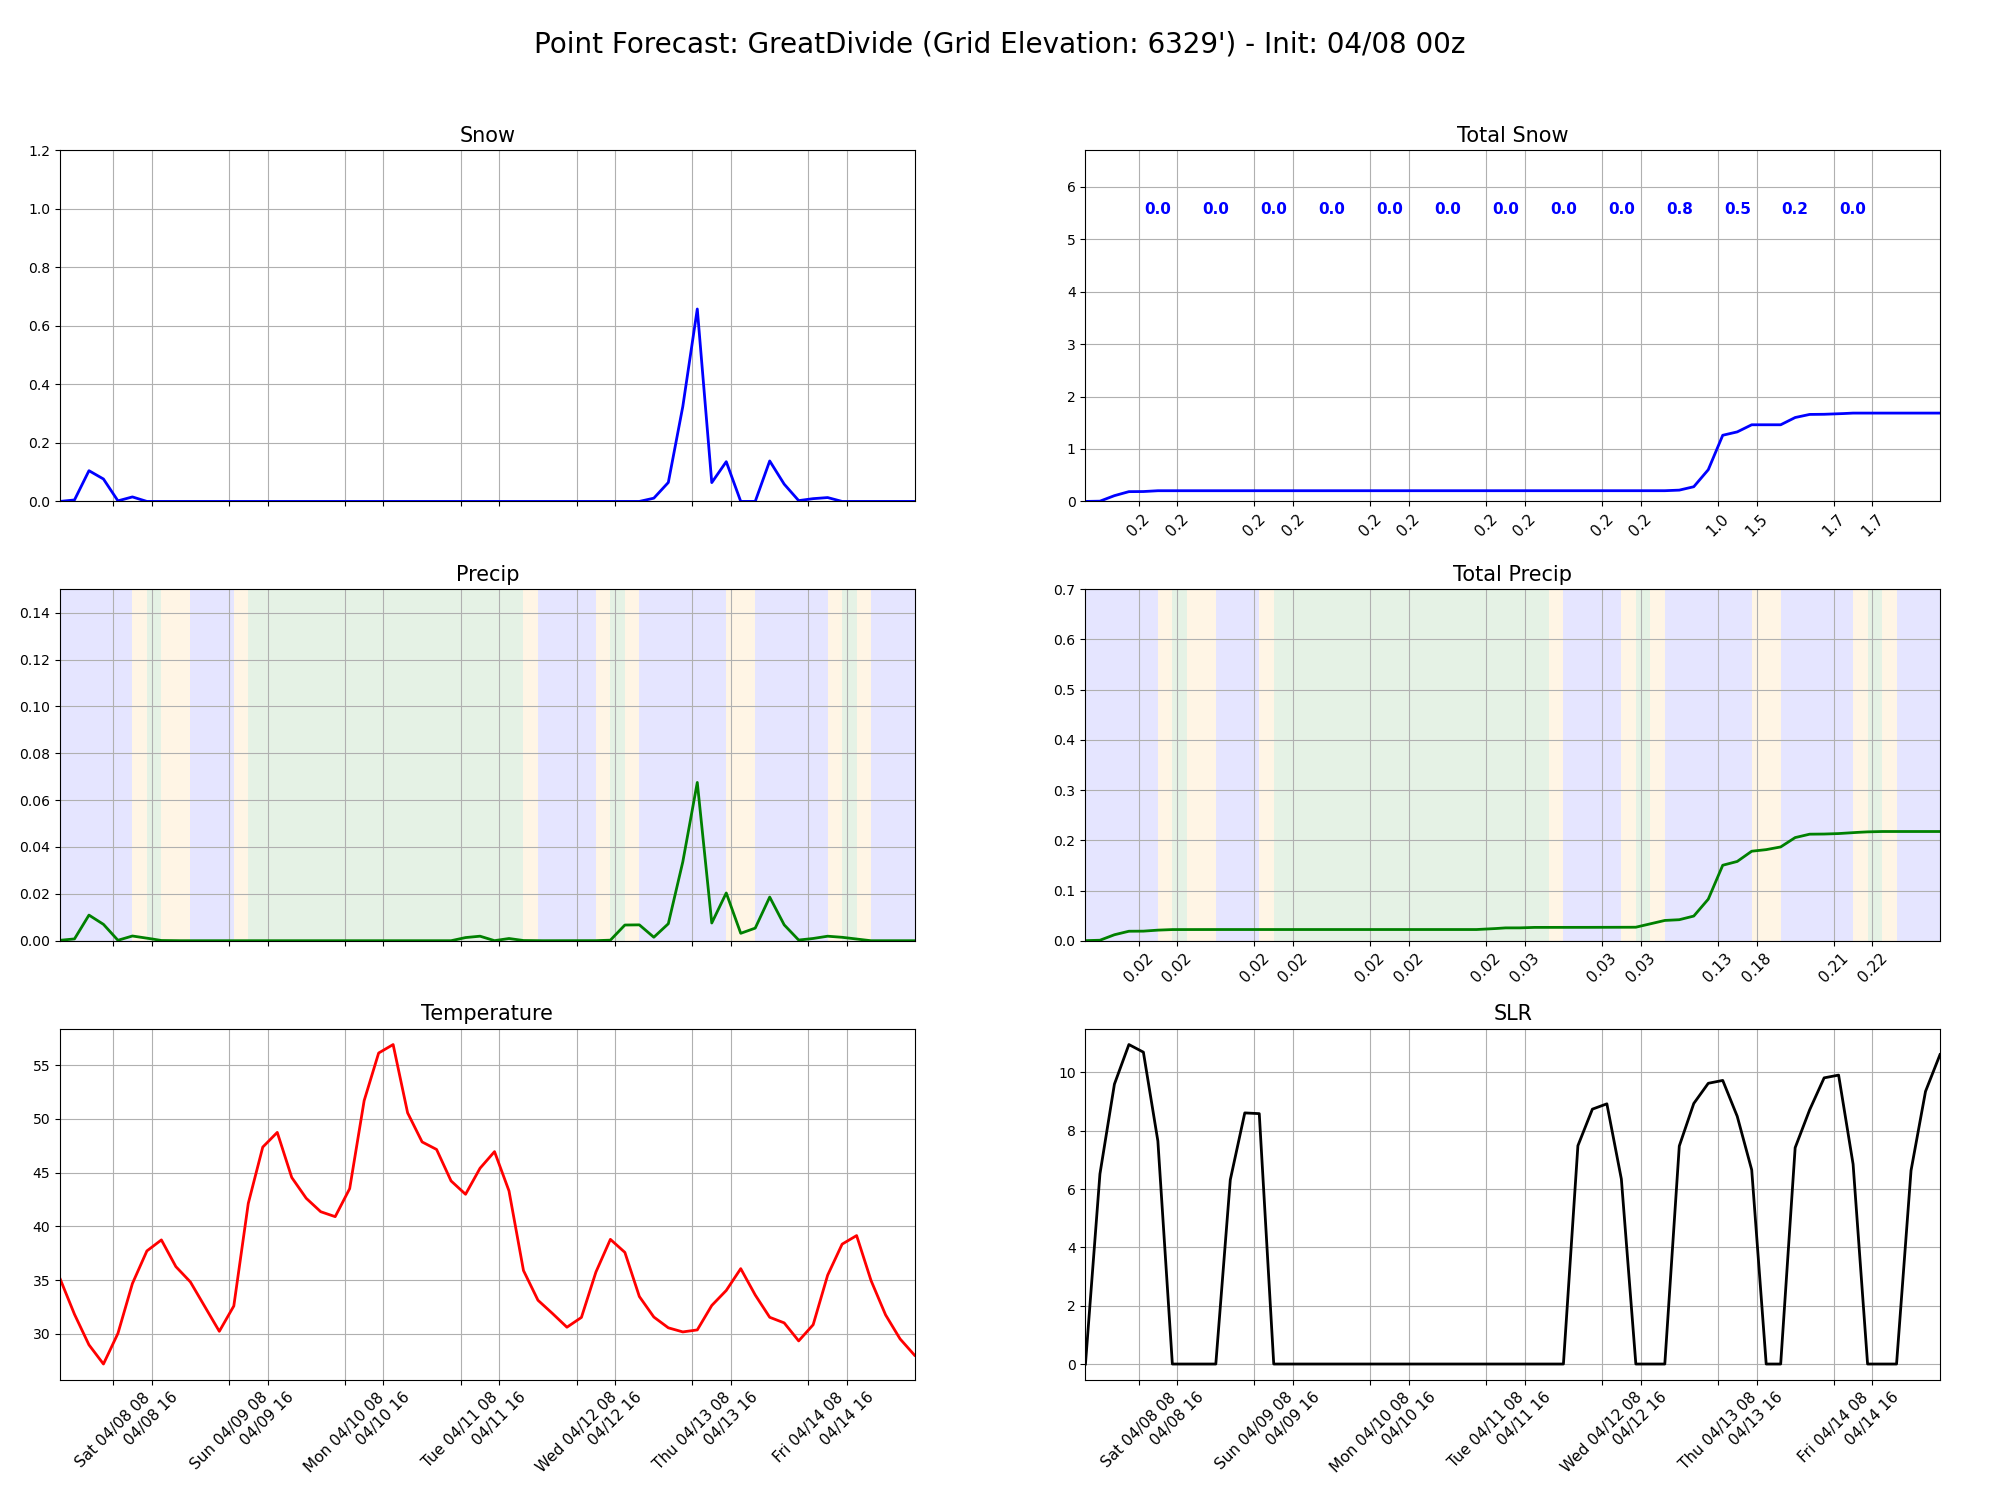 Point Forecast: GreatDivide (Grid Elevation: 6329') - Init: 04/08 00z
Snow
1.2
1.0
0.8
0.6
0.4
0.2
0.0
Total Snow
6
5
4
3
2
1
0
0.0 0.0 0.0 0.0 0.0 0.0 0.0 0.0 0.0 0.8 0.5 0.2 0.0
0.2 0.2 0.2 0.2 0.2 0.2 0.2 0.2 0.2 0.2 1.0 1.5 1.7 1.7
Precip
0.14
0.12
0.10
0.08
0.06
0.04
0.02
0.00
Total Precip
0.7
0.6
0.5
0.4
0.3
0.2
0.1
0.0
0.02 0.02 0.02 0.02 0.02 0.02 0.02 0.03 0.03 0.03 0.13 0.18 0.21 0.22
Temperature
55
50
45
40
35
30
Sat 04/08 08
04/08 16
Sun 04/09 08
04/09 16
Mon 04/10 08
04/10 16
Tue 04/11 08
04/11 16
Wed 04/12 08
04/12 16
Thu 04/13 08
04/13 16
Fri 04/14 08
04/14 16
SLR
10
8
6
4
2
0
Sat 04/08 08
04/08 16
Sun 04/09 08
04/09 16
Mon 04/10 08
04/10 16
Tue 04/11 08
04/11 16
Wed 04/12 08
04/12 16
Thu 04/13 08
04/13 16
Fri 04/14 08
04/14 16